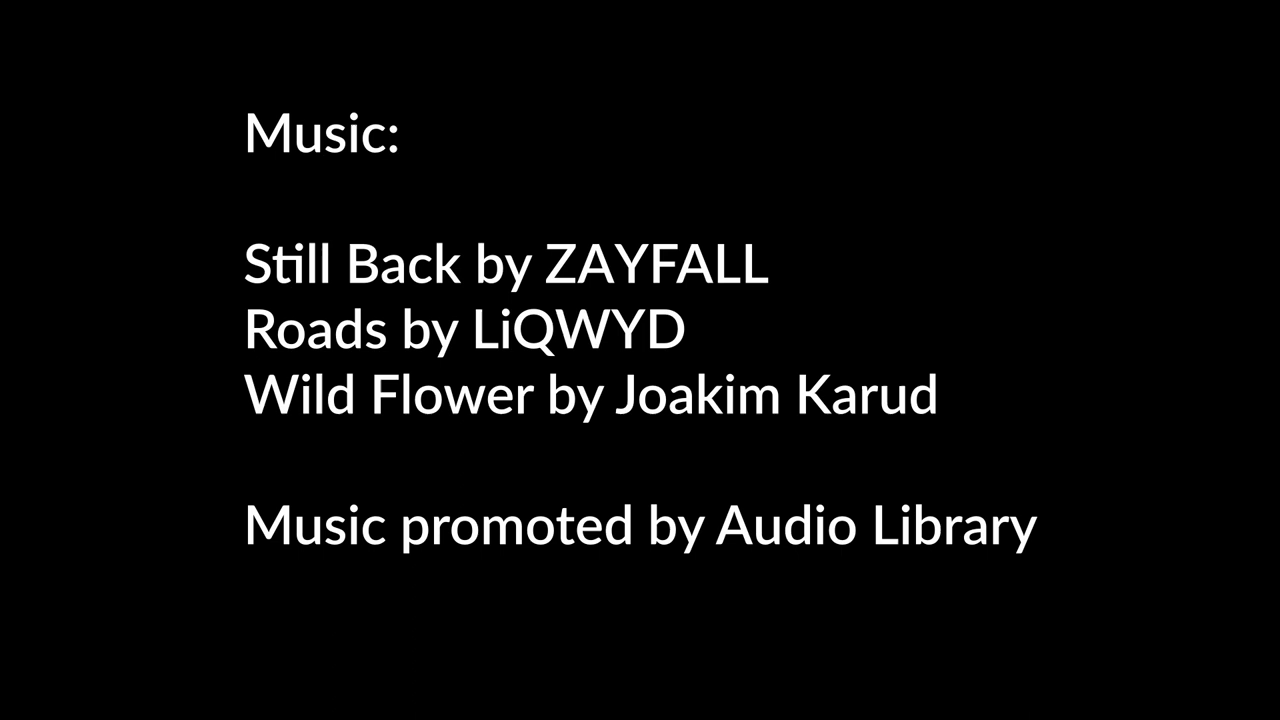 Music:
Still Back by ZAYFALL
Roads by LiQWYD
Wild Flower by Joakim Karud
Music promoted by Audio Library